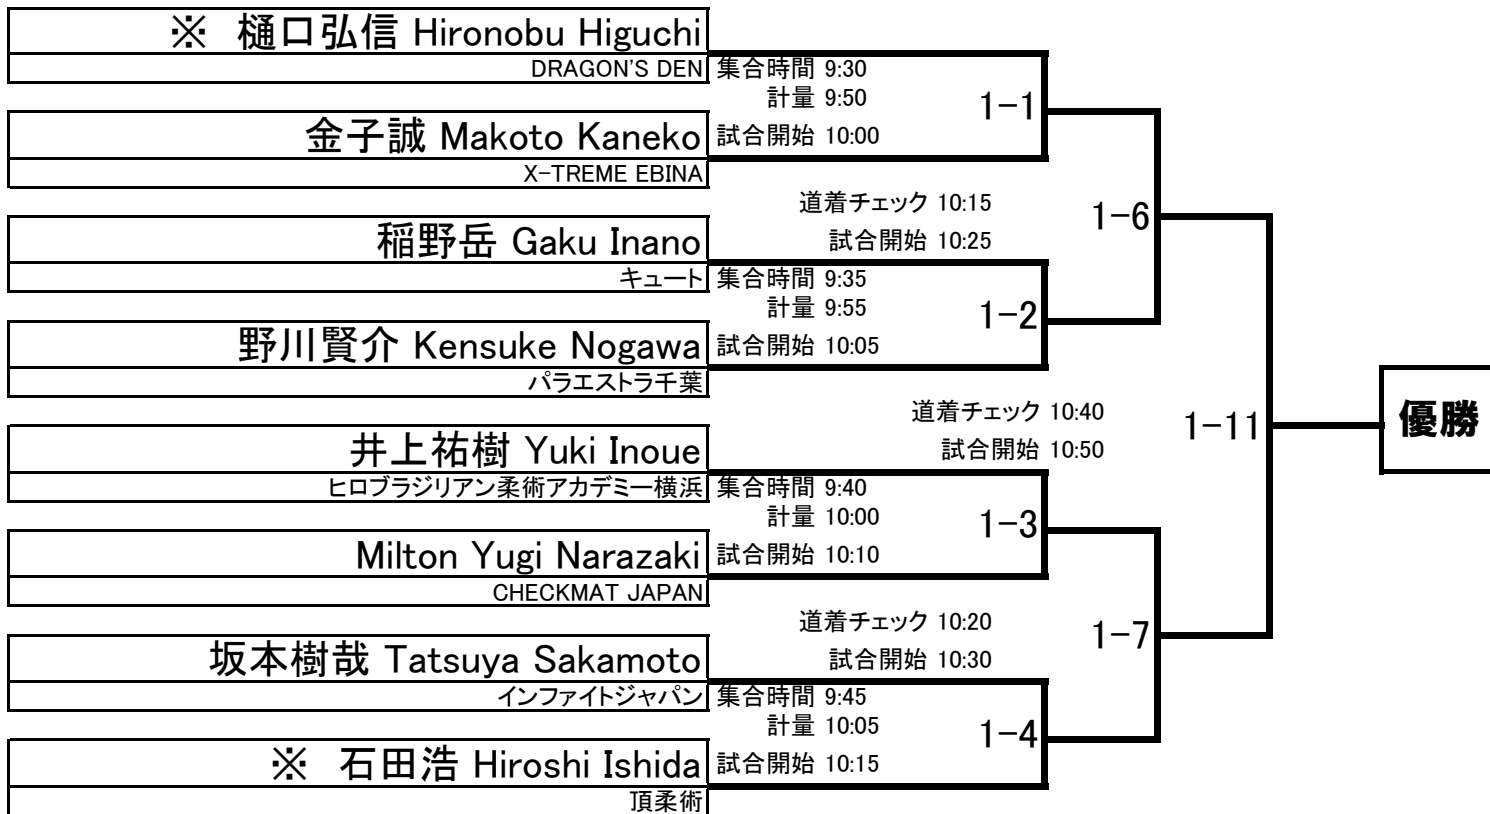 ※ 樋口弘信 Hironobu Higuchi
DRAGON'S DEN
集合時間 9:30
計量 9:50
1-1
金子誠 Makoto Kaneko
試合開始 10:00
X-TREME EBINA
道着チェック 10:15
1-6
稲野岳 Gaku Inano
試合開始 10:25
キュート
集合時間 9:35
計量 9:55
1-2
野川賢介 Kensuke Nogawa
試合開始 10:05
パラエストラ千葉
道着チェック 10:40
1-11
優勝
井上祐樹 Yuki Inoue
試合開始 10:50
ヒロブラジリアン柔術アカデミー横浜
集合時間 9:40
計量 10:00
1-3
Milton Yugi Narazaki
試合開始 10:10
CHECKMAT JAPAN
道着チェック 10:20
1-7
坂本樹哉 Tatsuya Sakamoto
試合開始 10:30
インファイトジャパン
集合時間 9:45
計量 10:05
1-4
※ 石田浩 Hiroshi Ishida
試合開始 10:15
頂柔術